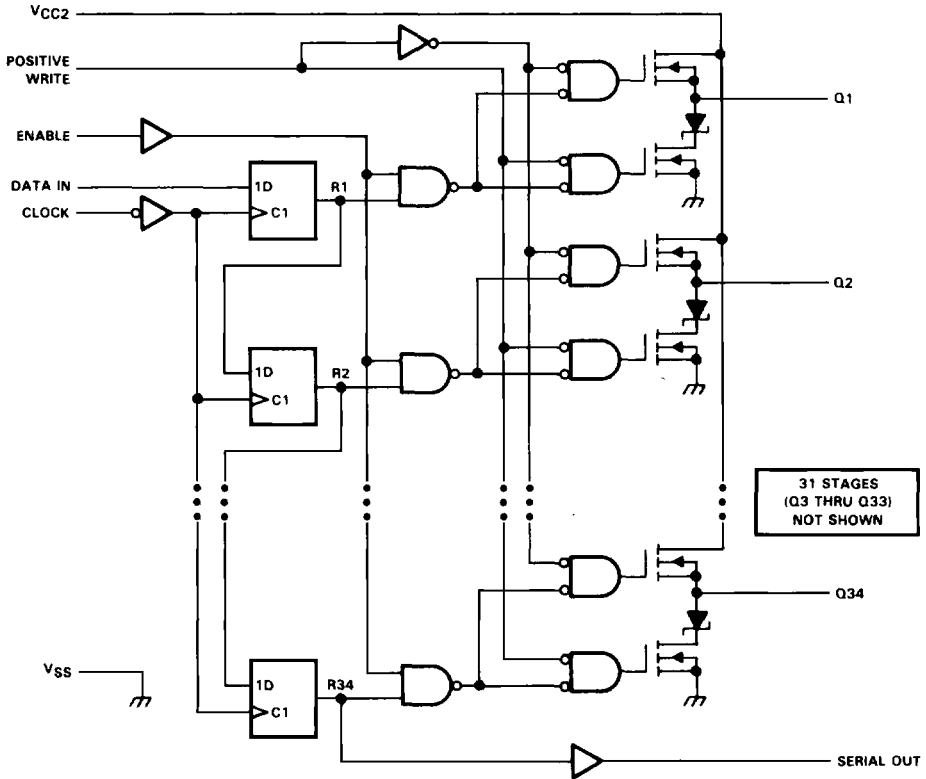 VCC2
POSITIVE
WRITE
Q1
ENABLE
DATA IN
1D
R1
CLOCK
C1
Q2
1D
R2
C1
31 STAGES
(Q3 THRU Q33)
NOT SHOWN
Q34
VSS
1D
R34
C1
SERIAL OUT